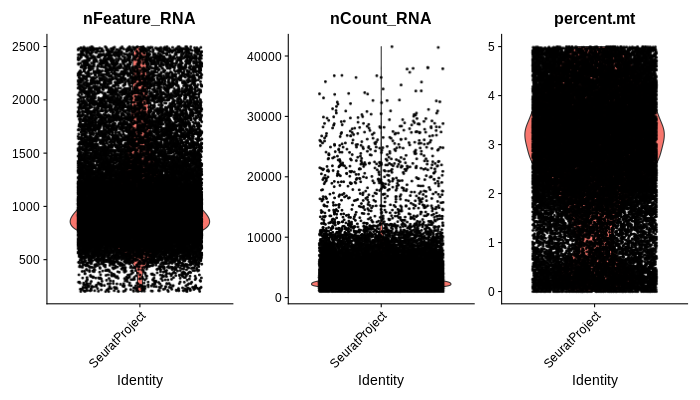 nFeature_RNA
2500
2000
1500
1000
500
SeuratProject
Identity
nCount_RNA
40000
30000
20000
10000
0
SeuratProject
Identity
percent.mt
5
4
3
2
1
0
SeuratProject
Identity